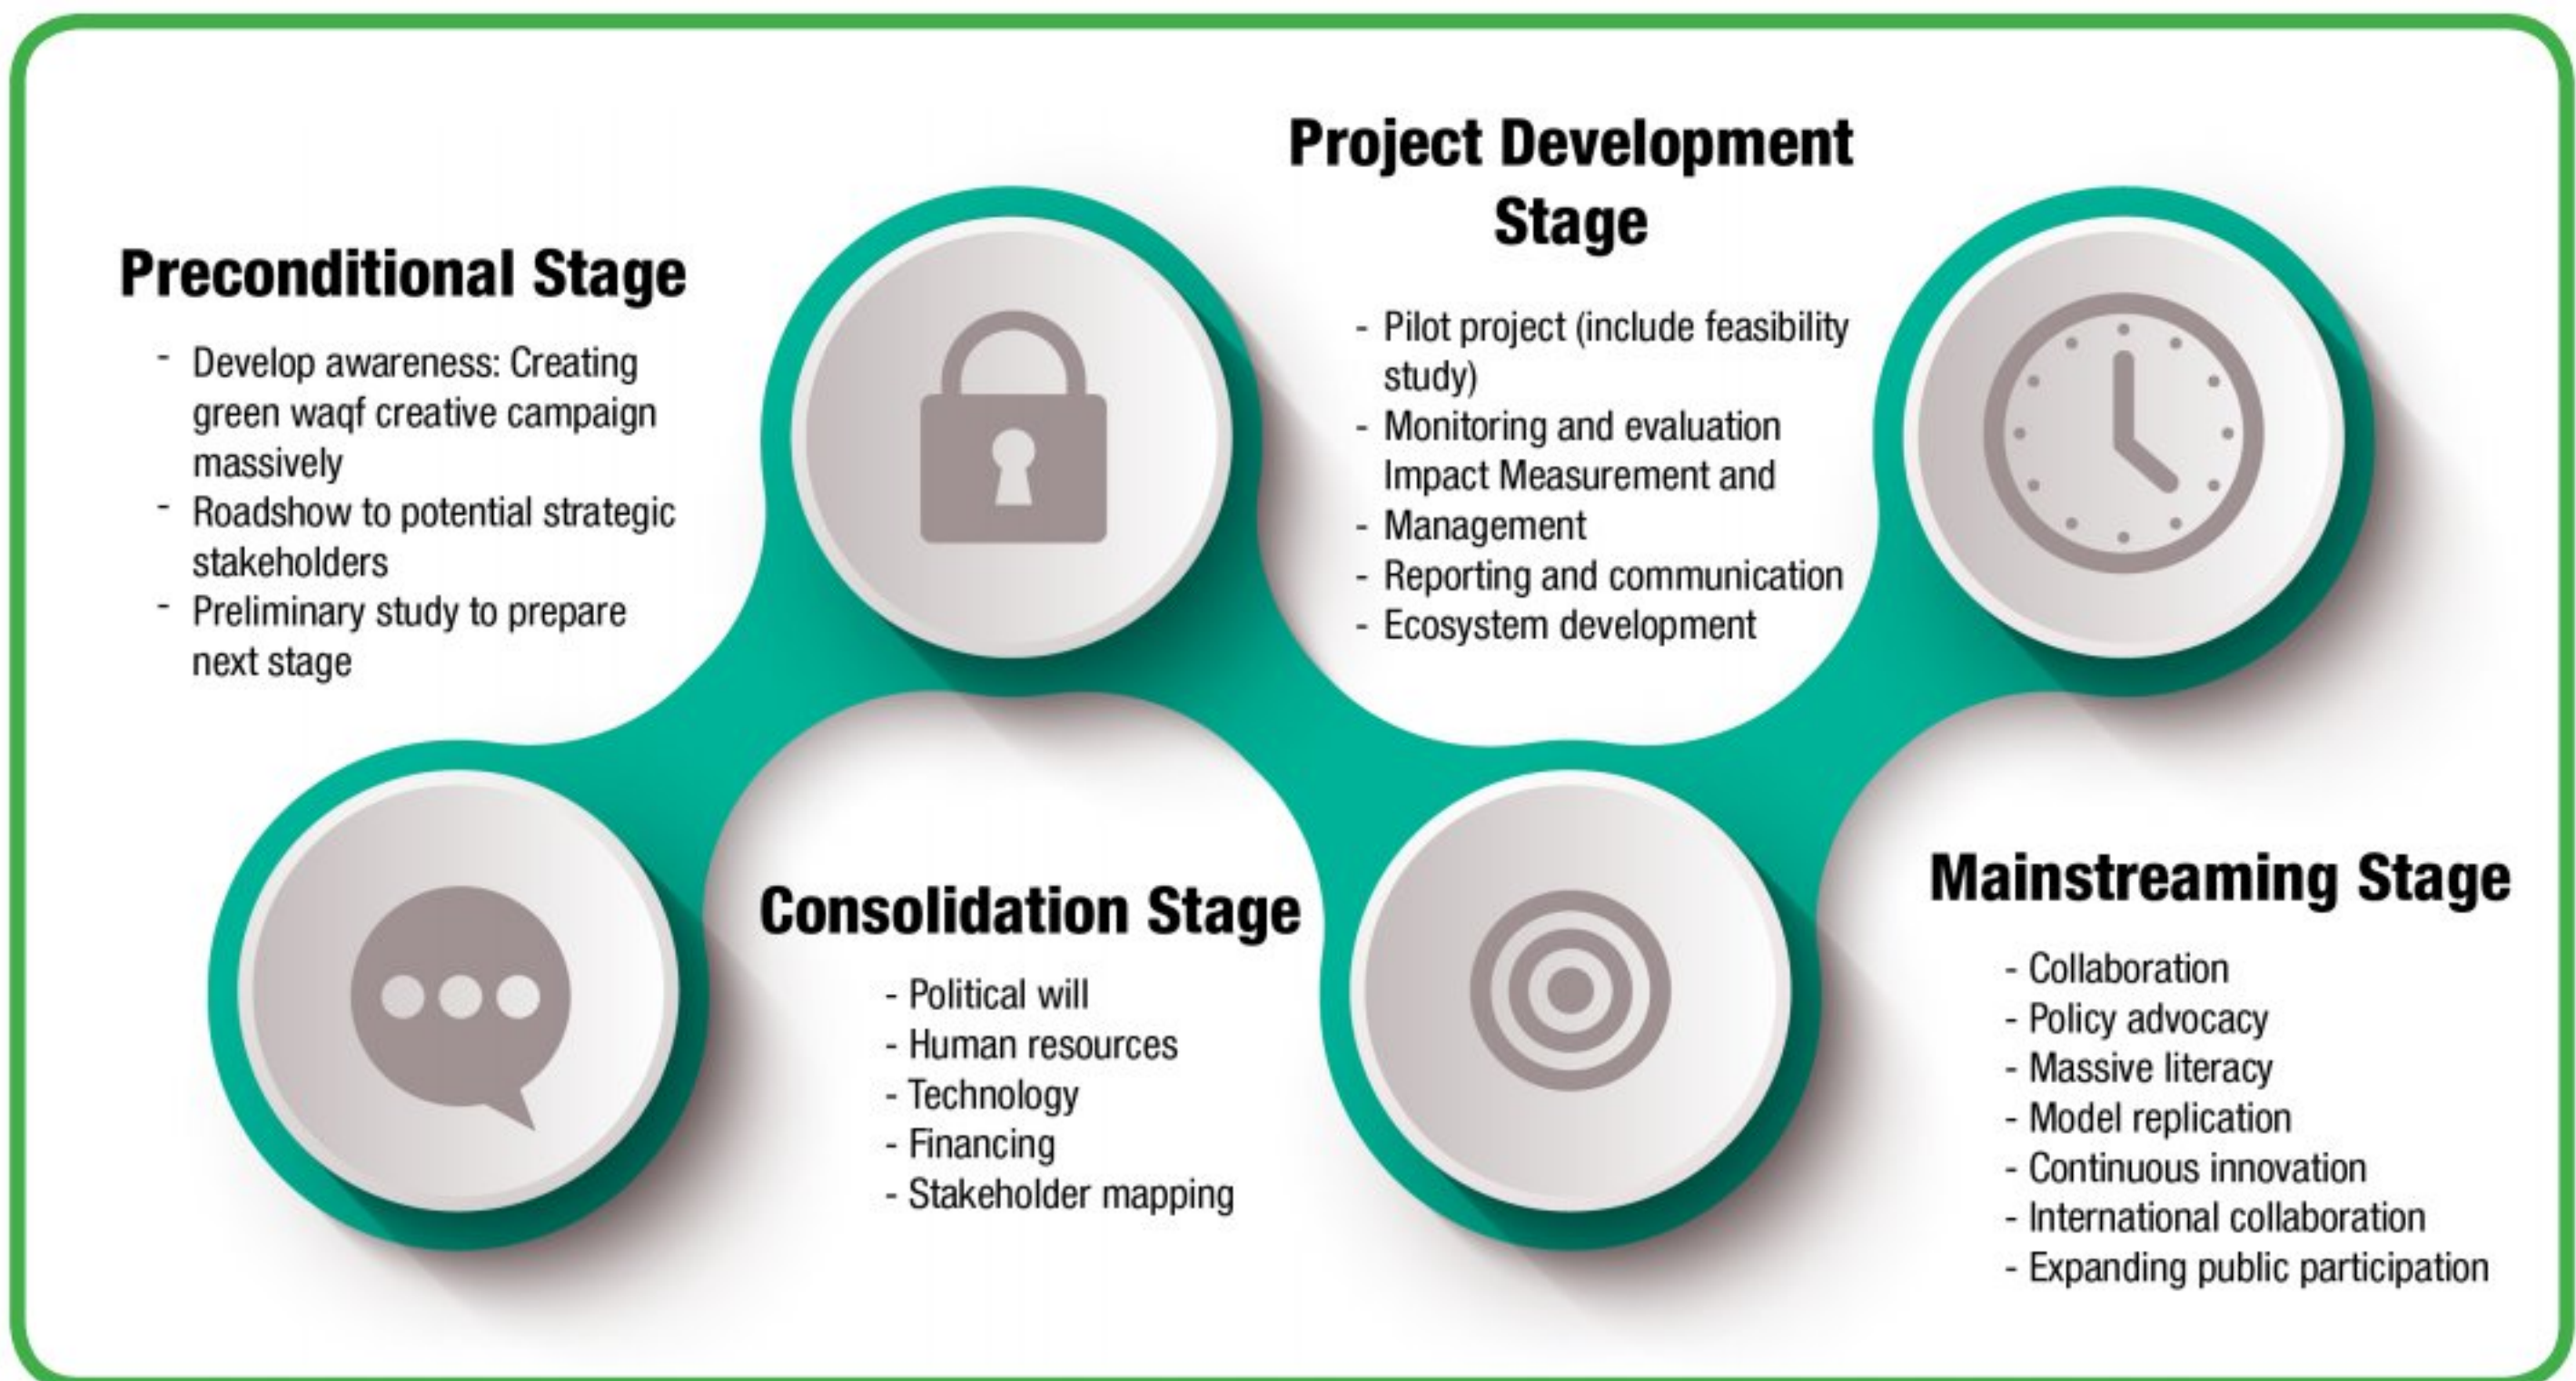 Preconditional Stage
- Develop awareness: Creating
green waqf creative campaign
massively
- Roadshow to potential strategic
stakeholders
- Preliminary study to prepare
next stage
Consolidation Stage
- Political will
- Human resources
- Technology
- Financing
- Stakeholder mapping
Project Development
Stage
- Pilot project (include feasibility
study)
- Monitoring and evaluation
Impact Measurement and
- Management
- Reporting and communication
- Ecosystem development
Mainstreaming Stage
- Collaboration
- Policy advocacy
- Massive literacy
- Model replication
- Continuous innovation
- International collaboration
- Expanding public participation